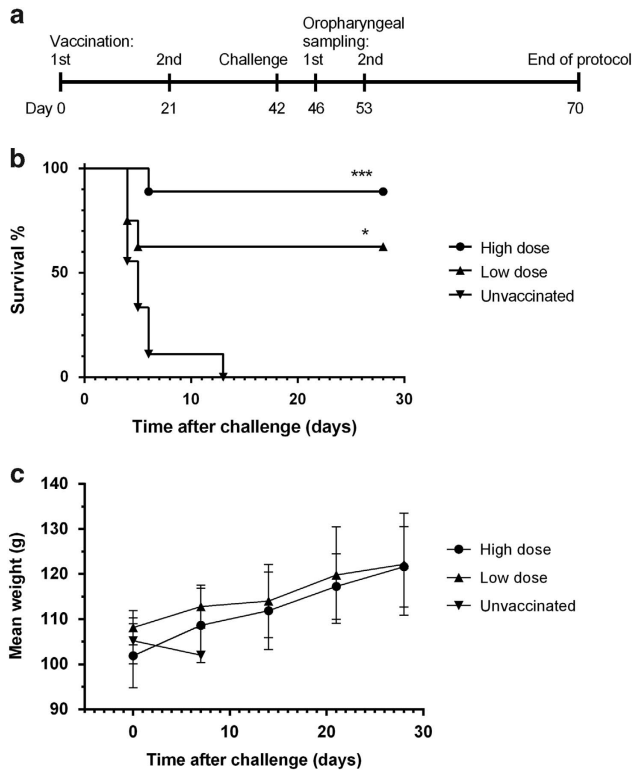 a
Oropharyngeal
Vaccination: sampling:
1st 2nd Challenge 1st 2nd End of protocol
Day 0 21 42 46 53 70
b
100
***
*
Survival %
50
High dose
Low dose
Unvaccinated
0
0 10 20 30
Time after challenge (days)
c
140
130
Mean weight (g)
120
110
100
90
High dose
Low dose
Unvaccinated
0 10 20 30
Time after challenge (days)